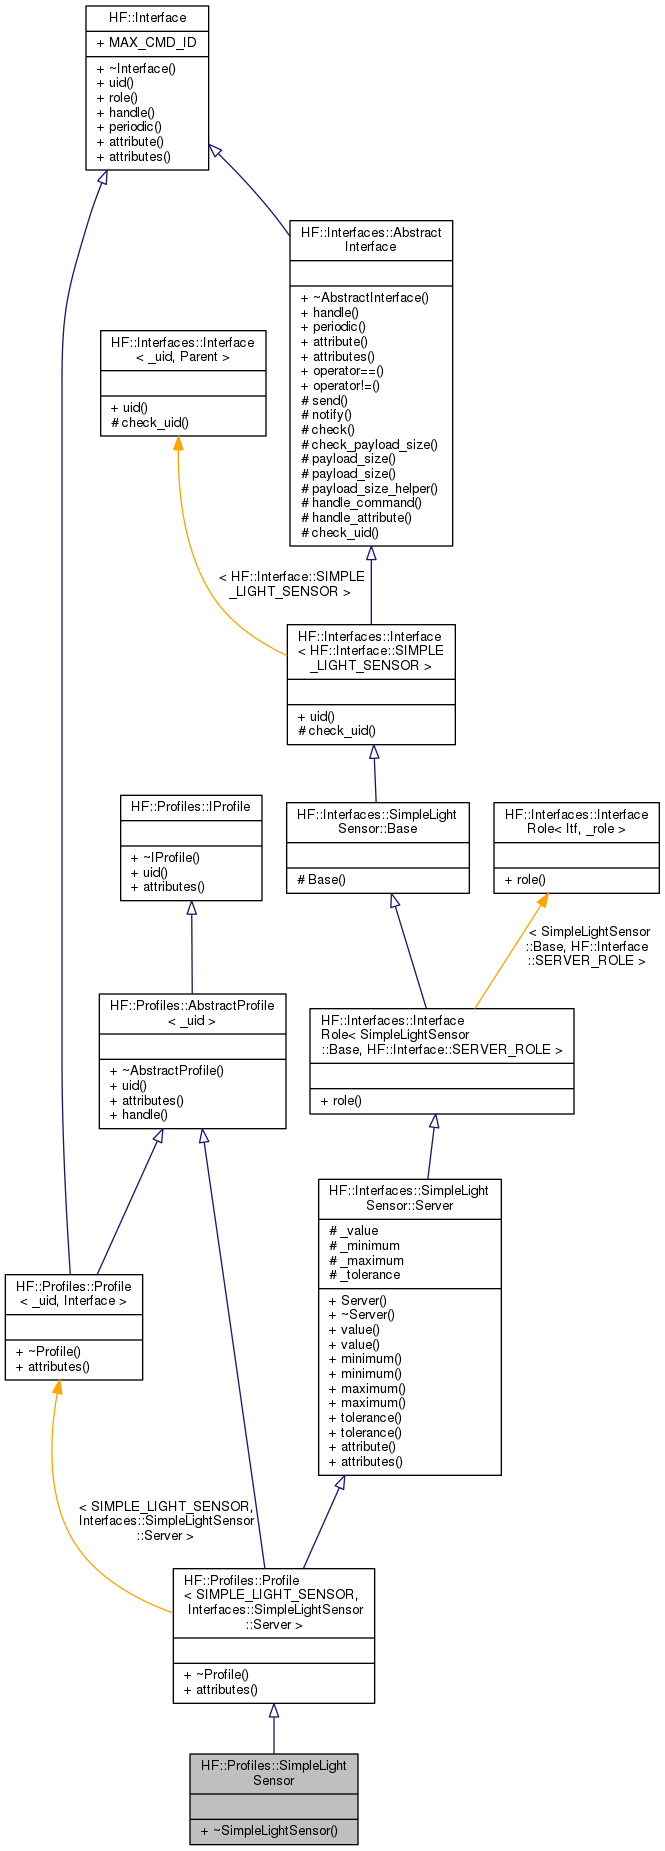 HF::Interface
+ MAX_CMD_ID
+ ~Interface()
+ uid()
+ role()
+ handle()
+ periodic()
+ attribute()
+ attributes()
HF::Interfaces::Abstract
Interface
+ ~AbstractInterface()
+ handle()
+ periodic()
+ attribute()
+ attributes()
+ operator==()
+ operator!=()
# send()
# notify()
# check()
# check_payload_size()
# payload_size()
# payload_size()
# payload_size_helper()
# handle_command()
# handle_attribute()
# check_uid()
HF::Interfaces::Interface
< _uid, Parent >
+ uid()
# check_uid()
< HF::Interface::SIMPLE
_LIGHT_SENSOR >
HF::Interfaces::Interface
< HF::Interface::SIMPLE
_LIGHT_SENSOR >
+ uid()
# check_uid()
HF::Profiles::IProfile
+ ~IProfile()
+ uid()
+ attributes()
HF::Interfaces::SimpleLight
Sensor::Base
# Base()
HF::Interfaces::Interface
Role< Itf, _role >
+ role()
< SimpleLightSensor
::Base, HF::Interface
::SERVER_ROLE >
HF::Profiles::AbstractProfile
< _uid >
+ ~AbstractProfile()
+ uid()
+ attributes()
+ handle()
HF::Interfaces::Interface
Role< SimpleLightSensor
::Base, HF::Interface::SERVER_ROLE >
+ role()
HF::Interfaces::SimpleLight
Sensor::Server
# _value
# _minimum
# _maximum
# _tolerance
+ Server()
+ ~Server()
+ value()
+ value()
+ minimum()
+ minimum()
+ maximum()
+ maximum()
+ tolerance()
+ tolerance()
+ attribute()
+ attributes()
HF::Profiles::Profile
< _uid, Interface >
+ ~Profile()
+ attributes()
< SIMPLE_LIGHT_SENSOR,
Interfaces::SimpleLightSensor
::Server >
HF::Profiles::Profile
< SIMPLE_LIGHT_SENSOR,
Interfaces::SimpleLightSensor
::Server >
+ ~Profile()
+ attributes()
HF::Profiles::SimpleLight
Sensor
+ ~SimpleLightSensor()